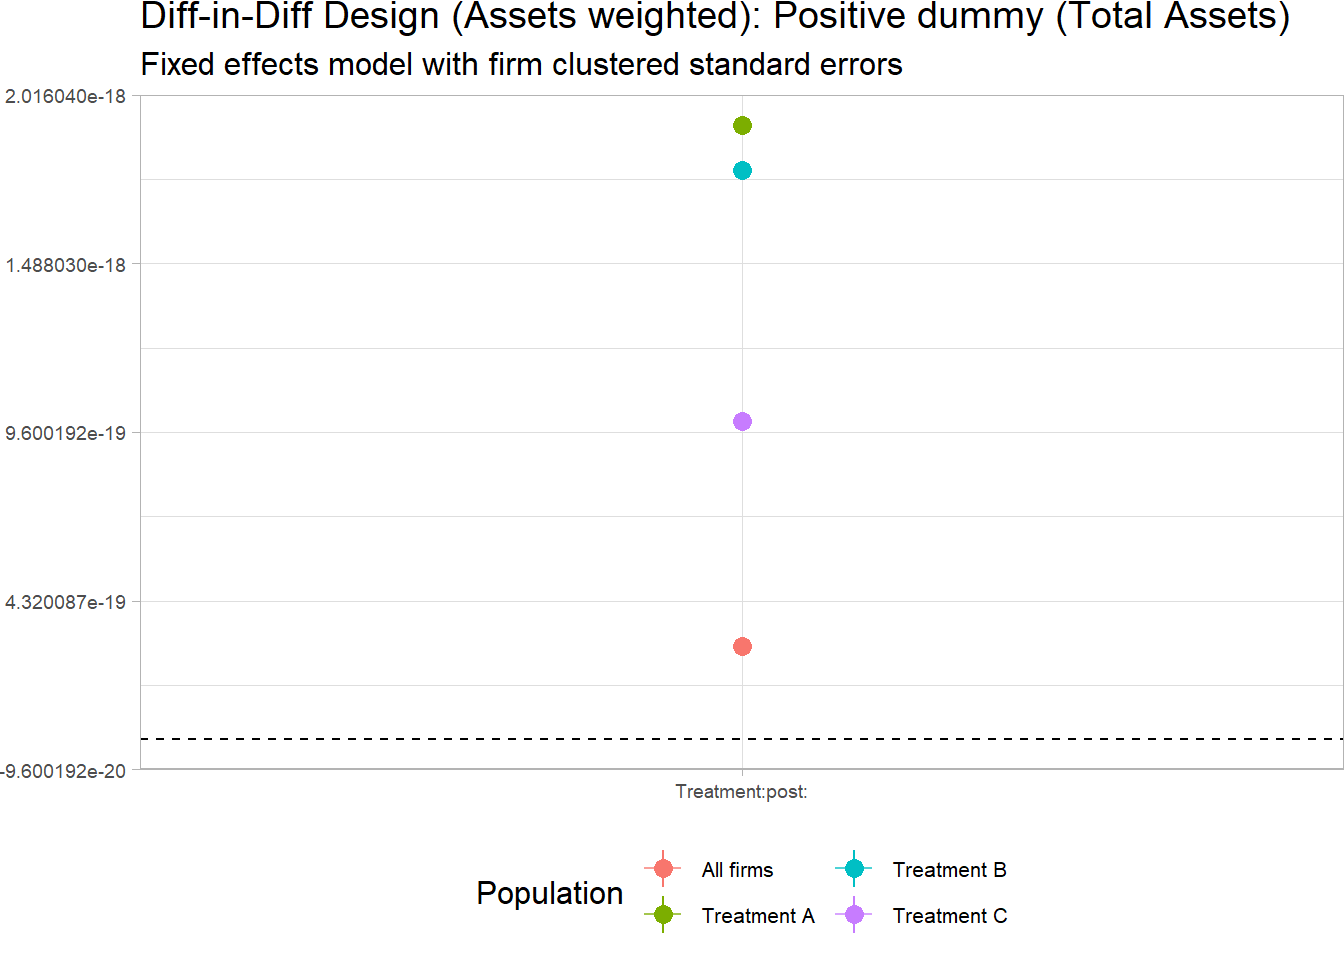 Diff-in-Diff Design (Assets weighted): Positive dummy (Total Assets)
Fixed effects model with firm clustered standard errors
2.016040e-18
1.488030e-18
9.600192e-19
4.320087e-19
-9.600192e-20
Treatment:post:
Population
All firms
Treatment B
Treatment A
Treatment C